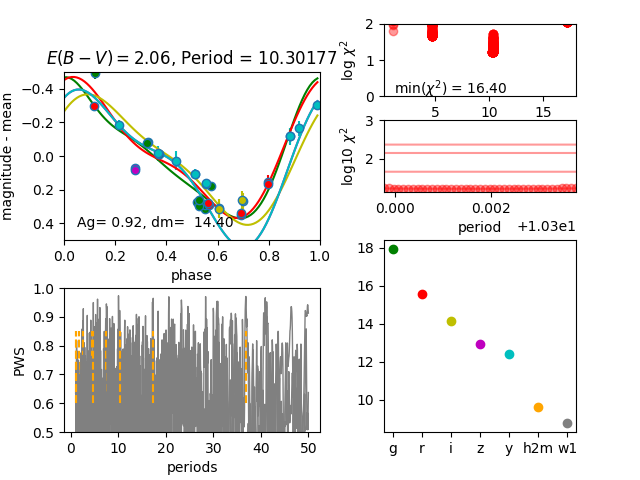 E(B − V) = 2.06, Period = 10.30177
magnitude - mean
−0.4
−0.2
0.0
0.2
0.4
Ag= 0.92, dm=  14.40
0.0 0.2 0.4 0.6 0.8 1.0
phase
log χ²
2
1
0
min(χ²) = 16.40
5 10 15
log10 χ²
3
2
0.000 0.002
period
+1.03e1
PWS
1.0
0.9
0.8
0.7
0.6
0.5
0 10 20 30 40 50
periods
18
16
14
12
10
g r i z y h2m w1